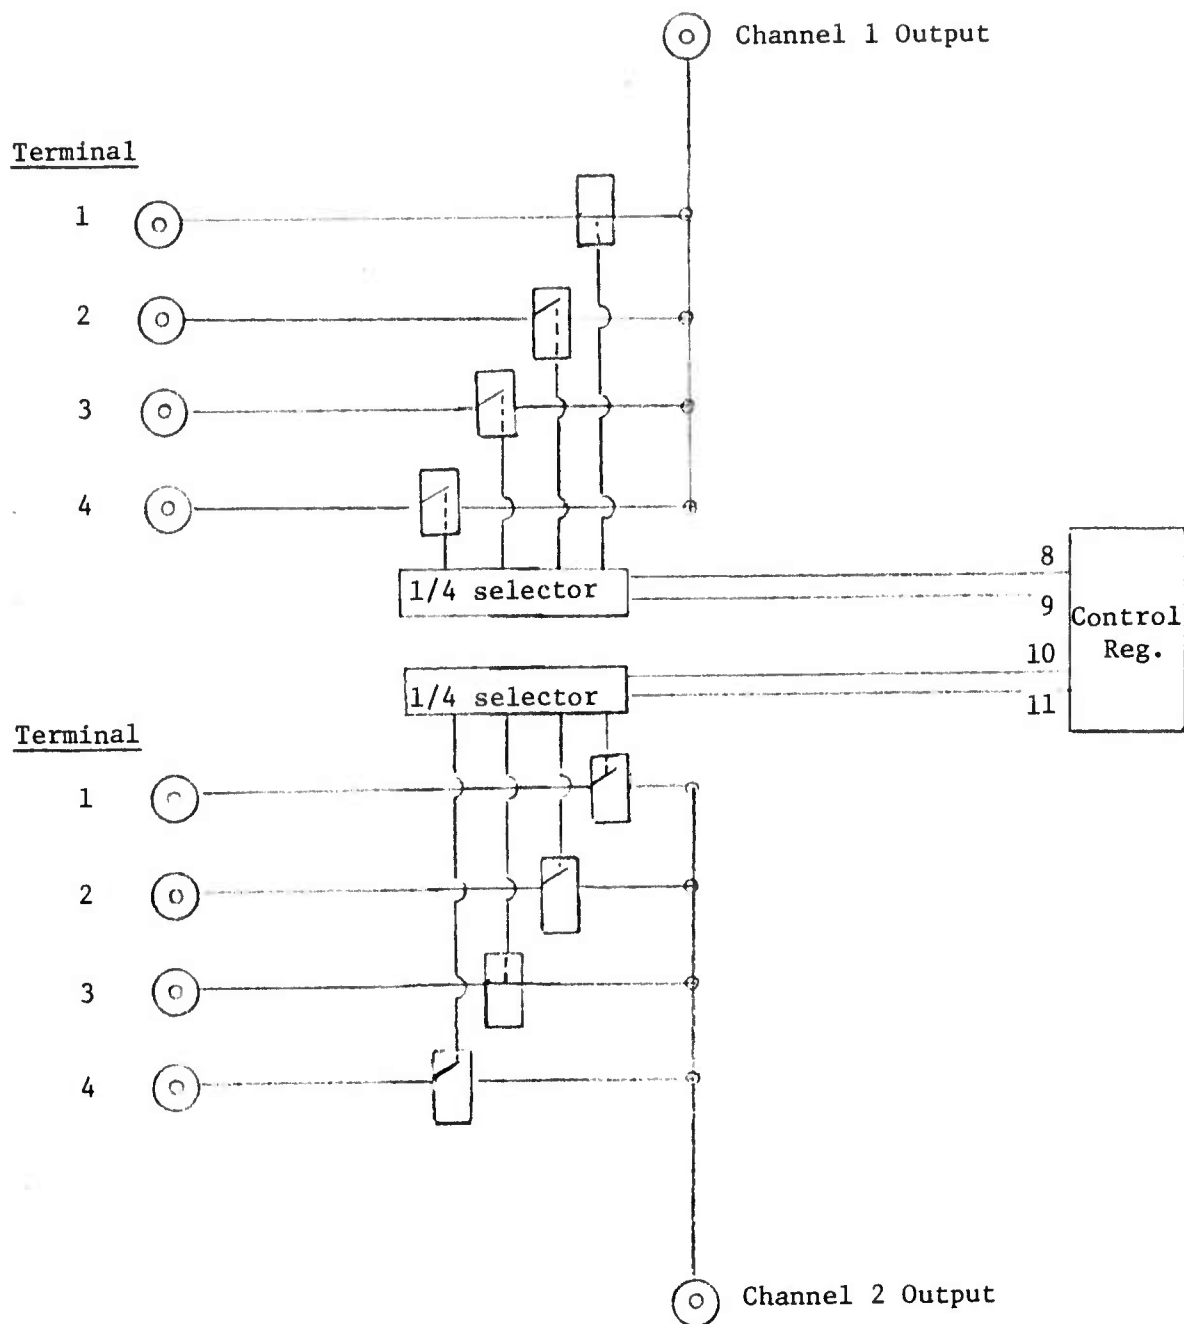 Channel 1 Output
Terminal
1
2
3
4
1/4 selector
8
9
Control
Reg.
10
11
1/4 selector
Terminal
1
2
3
4
Channel 2 Output